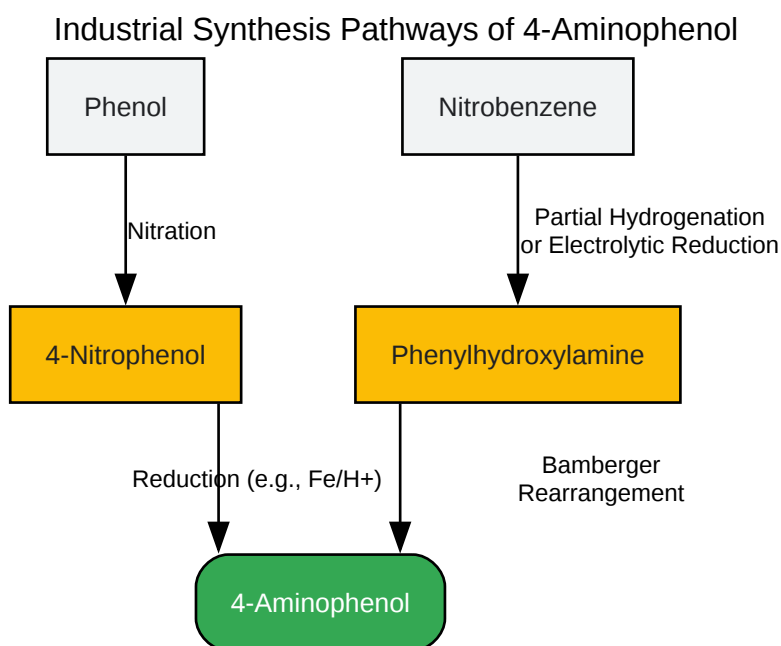 Industrial Synthesis Pathways of 4-Aminophenol
Phenol
Nitrobenzene
Nitration
Partial Hydrogenation
or Electrolytic Reduction
4-Nitrophenol
Phenylhydroxylamine
Reduction (e.g., Fe/H+)
Bamberger
Rearrangement
4-Aminophenol